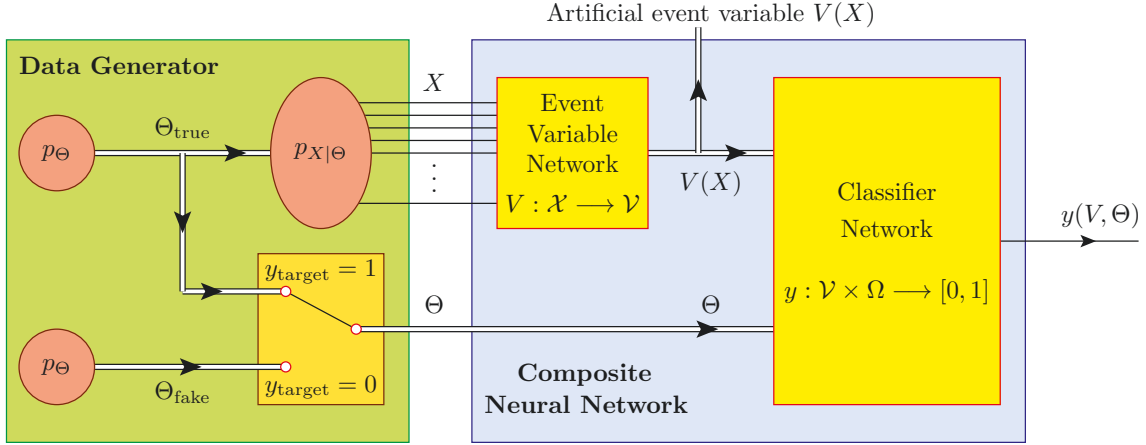 Artificial event variable V(X)
Data Generator
p_Θ
Θ_true
p_{X|Θ}
X
⋮
Event
Variable
Network
V : 𝒳 ⟶ 𝒱
V(X)
Classifier
Network
y : 𝒱 × Ω ⟶ [0, 1]
y(V, Θ)
y_target = 1
Θ
Θ
p_Θ
Θ_fake
y_target = 0
Composite
Neural Network